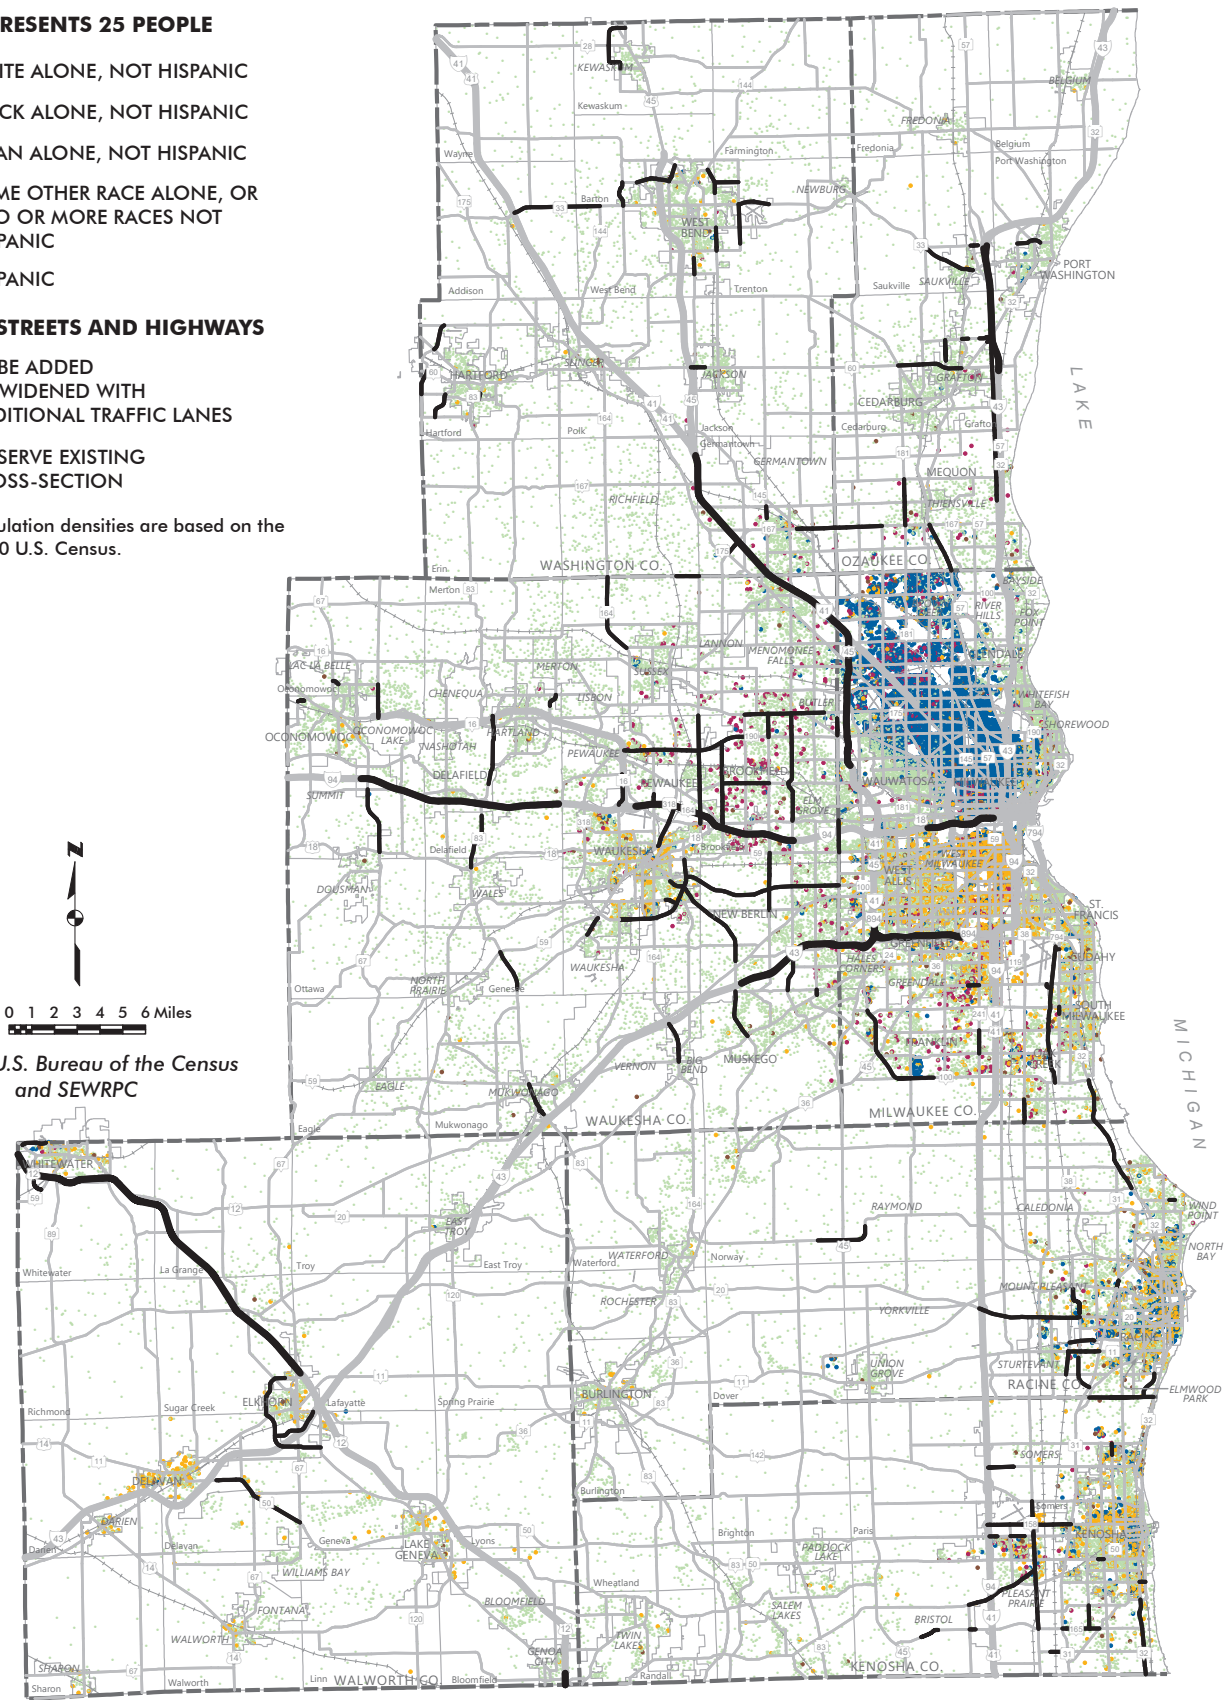 RESENTS 25 PEOPLE
ITE ALONE, NOT HISPANIC
CK ALONE, NOT HISPANIC
AN ALONE, NOT HISPANIC
ME OTHER RACE ALONE, OR
O OR MORE RACES NOT
PANIC
PANIC
STREETS AND HIGHWAYS
BE ADDED
WIDENED WITH
DITIONAL TRAFFIC LANES
SERVE EXISTING
OSS-SECTION
ulation densities are based on the
0 U.S. Census.
Z
0 1 2 3 4 5 6 Miles
U.S. Bureau of the Census
and SEWRPC
LAKE
MICHIGAN
KEWASKUM
Kewaskum
Wayne
Farmington
Barton
WEST
BEND
NEWBURG
Addison
West Bend
Trenton
SLINGER
HARTFORD
JACKSON
Hartford
Polk
Jackson
Germantown
GERMANTOWN
RICHFIELD
Erin
WASHINGTON CO.
BELGIUM
FREDONIA
Fredonia
Belgium
Port Washington
PORT
WASHINGTON
Saukville
SAUKVILLE
GRAFTON
CEDARBURG
Cedarburg
Grafto
MEQUON
THIENSVILLE
OZAUKEE CO.
BAYSIDE
RIVER
HILLS
FOX
POINT
WHITEFISH
BAY
SHOREWOOD
WAUWATOSA
WEST
MILWAUKEE
WEST
ALLIS
ST.
FRANCIS
CUDAHY
GREENFIELD
HALES
CORNERS
GREENDALE
SOUTH
MILWAUKEE
FRANKLIN
MILWAUKEE CO.
Merton
LANNON
MENOMONEE
FALLS
SUSSEX
LAC LA BELLE
Oconomowoc
MERTON
CHENEQUA
LISBON
BUTLER
OCONOMOWOC
OCONOMOWOC
LAKE
NASHOTAH
HARTLAND
PEWAUKEE
PEWAUKEE
BROOKFIELD
DELAFIELD
SUMMIT
ELM
GROVE
WAUKESHA
Brookfield
Delafield
DOUSMAN
WALES
NEW BERLIN
WAUKESHA
Ottawa
NORTH
PRAIRIE
Genesee
VERNON
BIG
BEND
MUSKEGO
EAGLE
MUKWONAGO
Eagle
Mukwonago
WAUKESHA CO.
WHITEWATER
Whitewater
La Grange
Troy
EAST
TROY
East Troy
Richmond
Sugar Creek
ELKHORN
Lafayette
Spring Prairie
DELAVAN
DARIEN
Darien
Delavan
Geneva
LAKE
GENEVA
Lyons
WILLIAMS BAY
FONTANA
WALWORTH
BLOOMFIELD
GENOA
CITY
SHARON
Sharon
Walworth
Linn
WALWORTH CO.
Bloomfield
CALEDONIA
WIND
POINT
NORTH
BAY
RAYMOND
WATERFORD
Waterford
Norway
ROCHESTER
YORKVILLE
MOUNT PLEASANT
RACINE
STURTEVANT
UNION
GROVE
BURLINGTON
Dover
RACINE CO.
ELMWOOD
PARK
Burlington
SOMERS
Somers
Brighton
Paris
KENOSHA
PADDOCK
LAKE
Wheatland
PLEASANT
PRAIRIE
SALEM
LAKES
BRISTOL
TWIN
LAKES
Randall
KENOSHA CO.